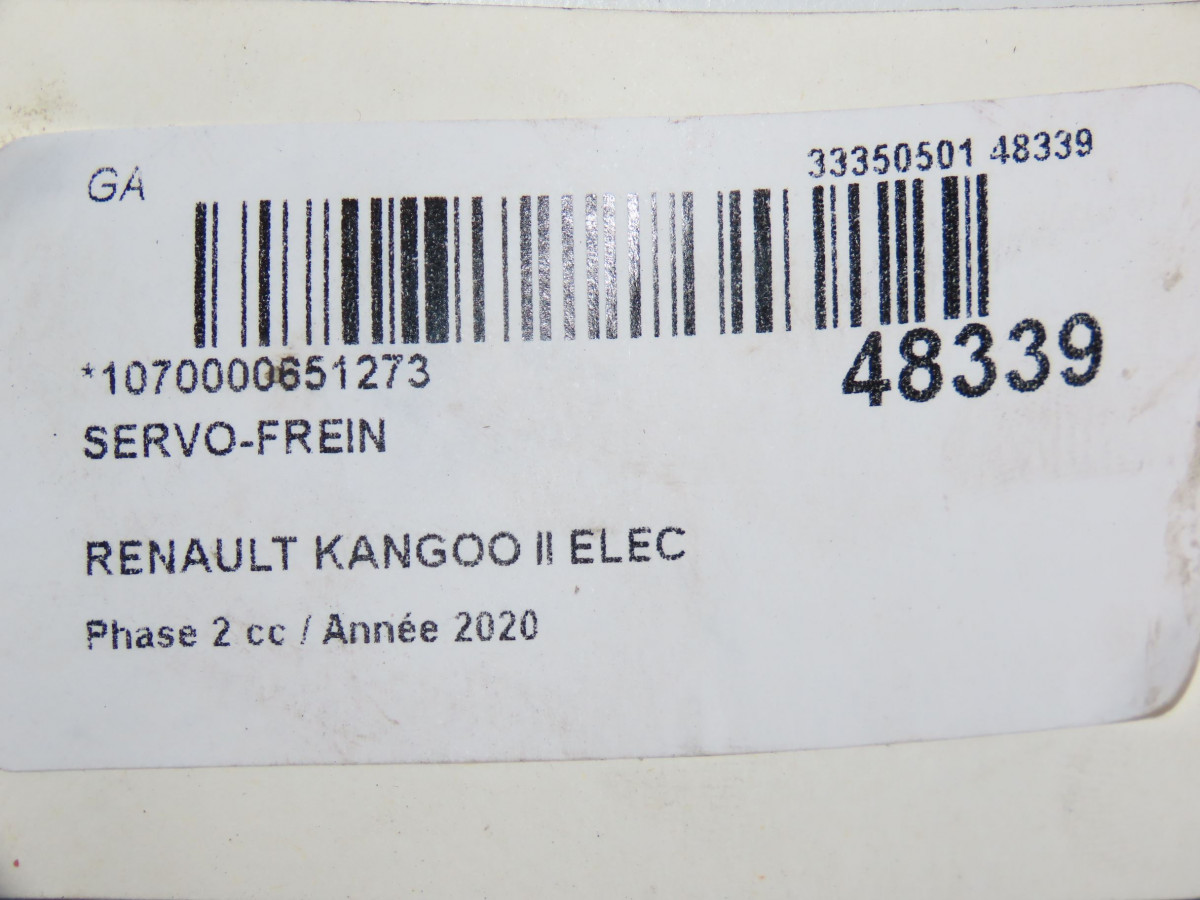 GA
33350501 48339
*1070000651273
48339
SERVO-FREIN
RENAULT KANGOO II ELEC
Phase 2 cc / Année 2020